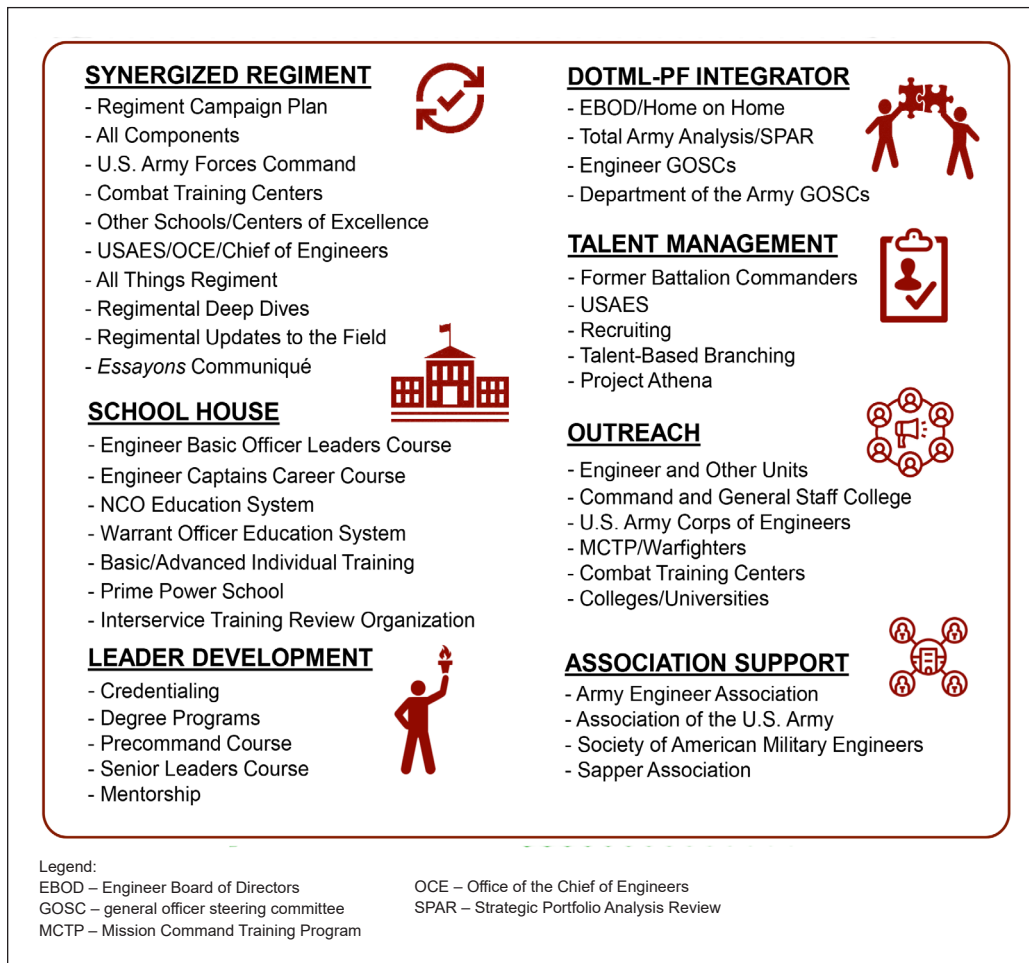 SYNERGIZED REGIMENT
- Regiment Campaign Plan
- All Components
- U.S. Army Forces Command
- Combat Training Centers
- Other Schools/Centers of Excellence
- USAES/OCE/Chief of Engineers
- All Things Regiment
- Regimental Deep Dives
- Regimental Updates to the Field
- Essayons Communiqué
SCHOOL HOUSE
- Engineer Basic Officer Leaders Course
- Engineer Captains Career Course
- NCO Education System
- Warrant Officer Education System
- Basic/Advanced Individual Training
- Prime Power School
- Interservice Training Review Organization
LEADER DEVELOPMENT
- Credentialing
- Degree Programs
- Precommand Course
- Senior Leaders Course
- Mentorship
DOTML-PF INTEGRATOR
- EBOD/Home on Home
- Total Army Analysis/SPAR
- Engineer GOSCs
- Department of the Army GOSCs
TALENT MANAGEMENT
- Former Battalion Commanders
- USAES
- Recruiting
- Talent-Based Branching
- Project Athena
OUTREACH
- Engineer and Other Units
- Command and General Staff College
- U.S. Army Corps of Engineers
- MCTP/Warfighters
- Combat Training Centers
- Colleges/Universities
ASSOCIATION SUPPORT
- Army Engineer Association
- Association of the U.S. Army
- Society of American Military Engineers
- Sapper Association
Legend:
EBOD – Engineer Board of Directors
GOSC – general officer steering committee
MCTP – Mission Command Training Program
OCE – Office of the Chief of Engineers
SPAR – Strategic Portfolio Analysis Review